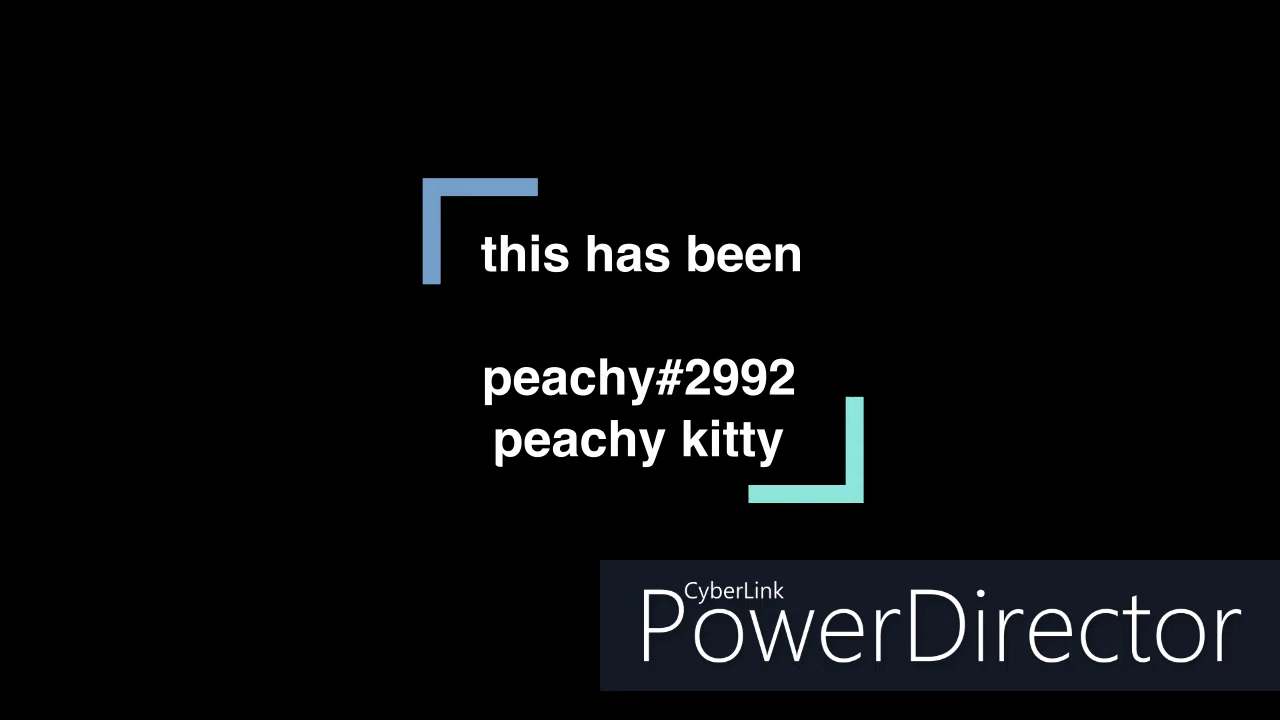 this has been
peachy#2992
peachy kitty
CyberLink
PowerDirector